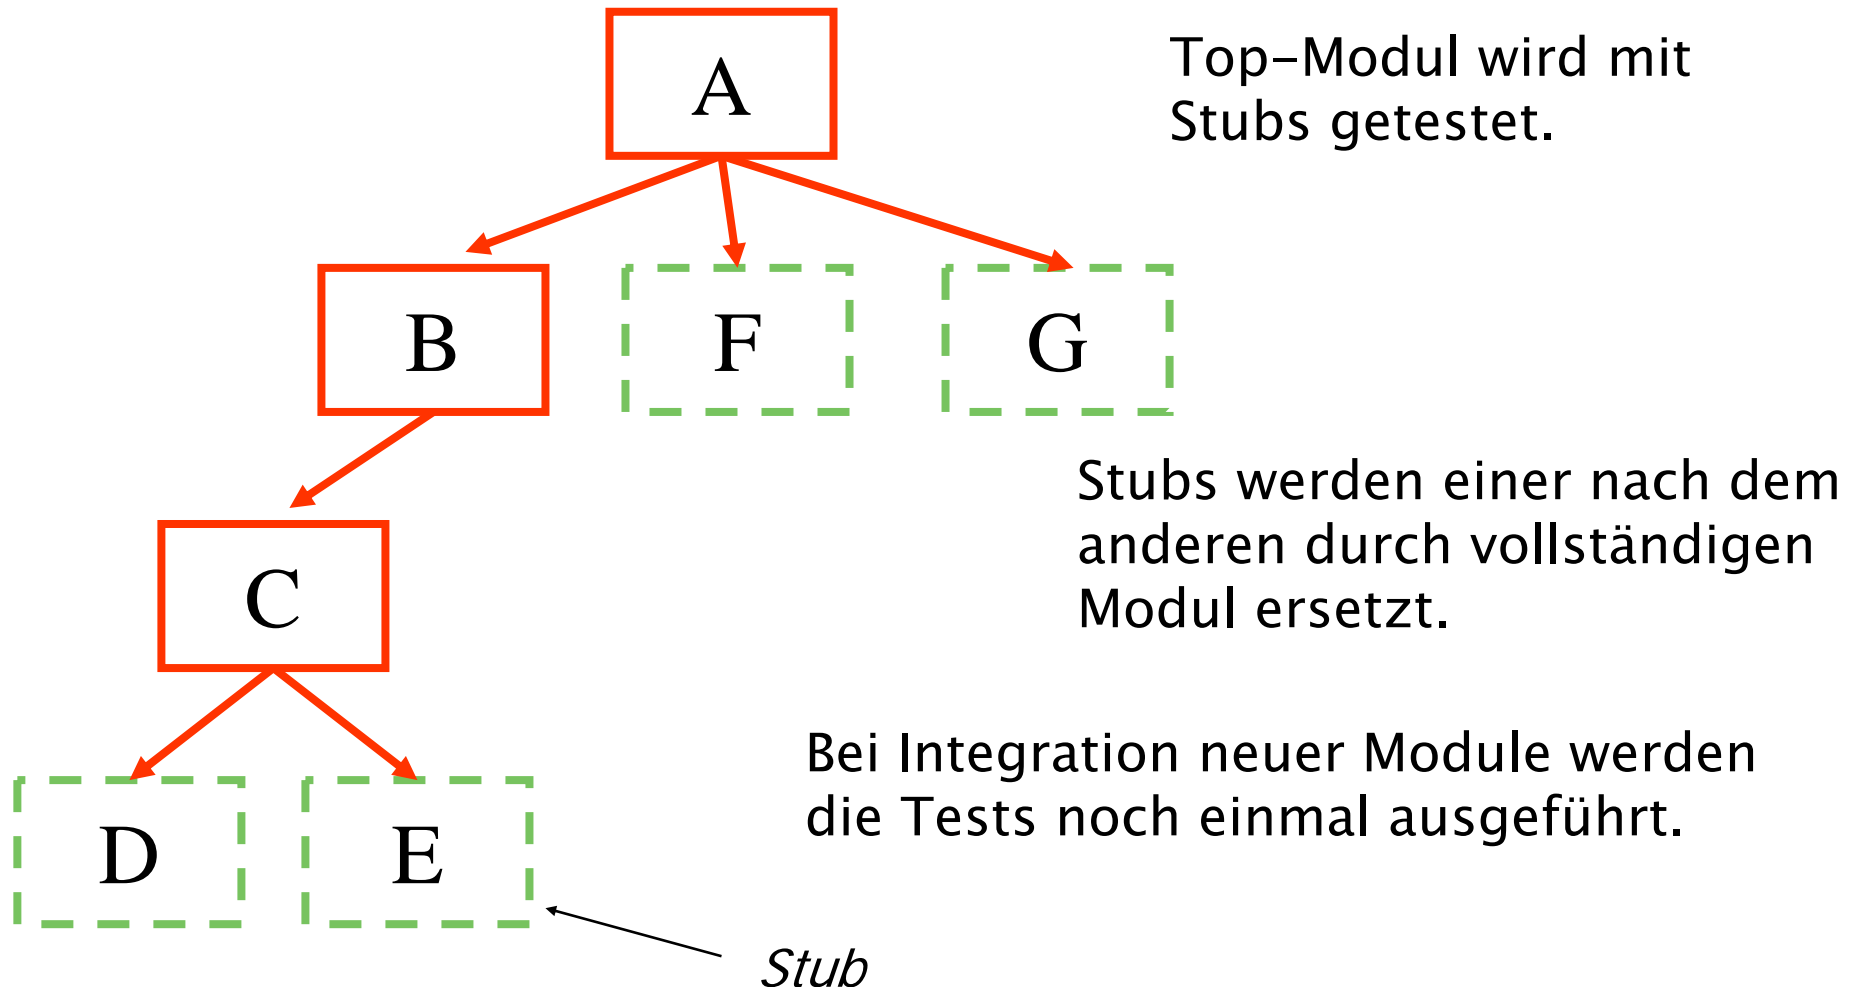 A
Top-Modul wird mit
Stubs getestet.
B
F
G
Stubs werden einer nach dem
anderen durch vollständigen
Modul ersetzt.
C
Bei Integration neuer Module werden
die Tests noch einmal ausgeführt.
D
E
Stub